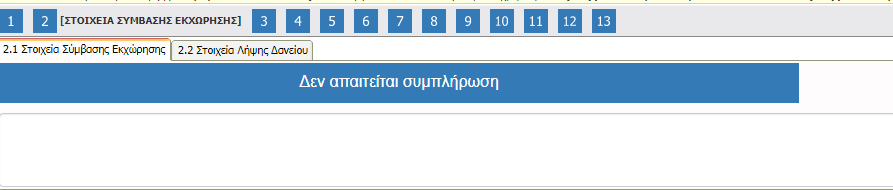 1 2 [ΣΤΟΙΧΕΙΑ ΣΥΜΒΑΣΗΣ ΕΚΧΩΡΗΣΗΣ] 3 4 5 6 7 8 9 10 11 12 13
2.1 Στοιχεία Σύμβασης Εκχώρησης 2.2 Στοιχεία Λήψης Δανείου
Δεν απαιτείται συμπλήρωση